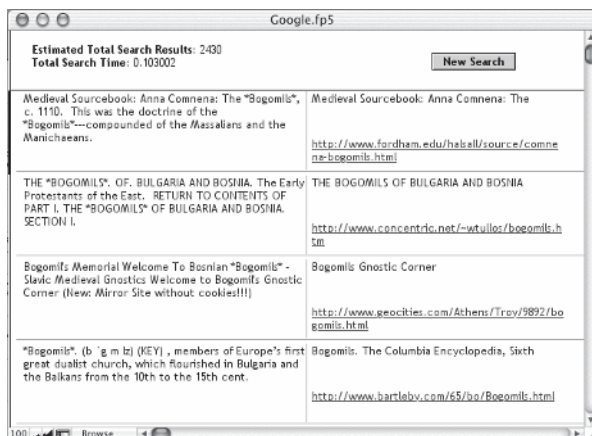 Google.fp5
Estimated Total Search Results: 2430
Total Search Time: 0.103002
New Search
Medieval Sourcebook: Anna Comnena: The *Bogomils*,
c. 1110. This was the doctrine of the
*Bogomils*---compounded of the Massalians and the
Manichaeans.
Medieval Sourcebook: Anna Comnena: The
http://www.fordham.edu/halsall/source/comne
na-bogomils.html
THE *BOGOMILS*. OF. BULGARIA AND BOSNIA. The Early
Protestants of the East. RETURN TO CONTENTS OF
PART I. THE *BOGOMILS* OF BULGARIA AND BOSNIA.
SECTION I.
THE BOGOMILS OF BULGARIA AND BOSNIA
http://www.concentric.net/~wtullos/bogomils.h
tm
Bogomil's Memorial Welcome To Bosnian *Bogomils* -
Slavic Medieval Gnostics Welcome to Bogomil's Gnostic
Corner (New: Mirror Site without cookies!!!)
Bogomils Gnostic Corner
http://www.geocities.com/Athens/Troy/9892/bo
gomils.html
*Bogomils*. (b ˋg m lz) (KEY) , members of Europe's first
great dualist church, which flourished in Bulgaria and
the Balkans from the 10th to the 15th cent.
Bogomils. The Columbia Encyclopedia, Sixth
http://www.bartleby.com/65/bo/Bogomils.html
100 Browse